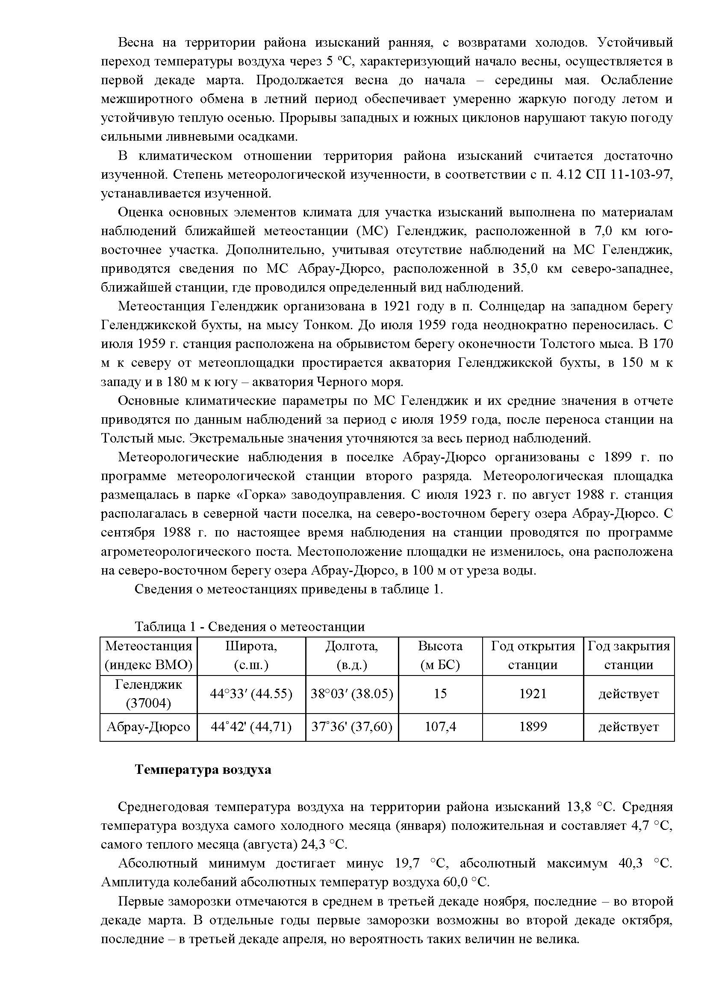 Весна на территории района изысканий ранняя, с возвратами холодов. Устойчивый
переход температуры воздуха через 5 ºС, характеризующий начало весны, осуществляется в
первой декаде марта. Продолжается весна до начала – середины мая. Ослабление
межширотного обмена в летний период обеспечивает умеренно жаркую погоду летом и
устойчивую теплую осенью. Прорывы западных и южных циклонов нарушают такую погоду
сильными ливневыми осадками.
В климатическом отношении территория района изысканий считается достаточно
изученной. Степень метеорологической изученности, в соответствии с п. 4.12 СП 11-103-97,
устанавливается изученной.
Оценка основных элементов климата для участка изысканий выполнена по материалам
наблюдений ближайшей метеостанции (МС) Геленджик, расположенной в 7,0 км юго-
восточнее участка. Дополнительно, учитывая отсутствие наблюдений на МС Геленджик,
приводятся сведения по МС Абрау-Дюрсо, расположенной в 35,0 км северо-западнее,
ближайшей станции, где проводился определенный вид наблюдений.
Метеостанция Геленджик организована в 1921 году в п. Солнцедар на западном берегу
Геленджикской бухты, на мысу Тонком. До июля 1959 года неоднократно переносилась. С
июля 1959 г. станция расположена на обрывистом берегу оконечности Толстого мыса. В 170
м к северу от метеоплощадки простирается акватория Геленджикской бухты, в 150 м к
западу и в 180 м к югу – акватория Черного моря.
Основные климатические параметры по МС Геленджик и их средние значения в отчете
приводятся по данным наблюдений за период с июля 1959 года, после переноса станции на
Толстый мыс. Экстремальные значения уточняются за весь период наблюдений.
Метеорологические наблюдения в поселке Абрау-Дюрсо организованы с 1899 г. по
программе метеорологической станции второго разряда. Метеорологическая площадка
размещалась в парке «Горка» заводоуправления. С июля 1923 г. по август 1988 г. станция
располагалась в северной части поселка, на северо-восточном берегу озера Абрау-Дюрсо. С
сентября 1988 г. по настоящее время наблюдения на станции проводятся по программе
агрометеорологического поста. Местоположение площадки не изменилось, она расположена
на северо-восточном берегу озера Абрау-Дюрсо, в 100 м от уреза воды.
Сведения о метеостанциях приведены в таблице 1.
Таблица 1 - Сведения о метеостанции
Метеостанция Широта, Долгота, Высота Год открытия Год закрытия
(индекс ВМО) (с.ш.) (в.д.) (м БС) станции станции
Геленджик
(37004) 44°33′ (44.55) 38°03′ (38.05) 15 1921 действует
Абрау-Дюрсо 44˚42' (44,71) 37˚36' (37,60) 107,4 1899 действует
Температура воздуха
Среднегодовая температура воздуха на территории района изысканий 13,8 °С. Средняя
температура воздуха самого холодного месяца (января) положительная и составляет 4,7 °С,
самого теплого месяца (августа) 24,3 °С.
Абсолютный минимум достигает минус 19,7 °С, абсолютный максимум 40,3 °С.
Амплитуда колебаний абсолютных температур воздуха 60,0 °С.
Первые заморозки отмечаются в среднем в третьей декаде ноября, последние – во второй
декаде марта. В отдельные годы первые заморозки возможны во второй декаде октября,
последние – в третьей декаде апреля, но вероятность таких величин не велика.